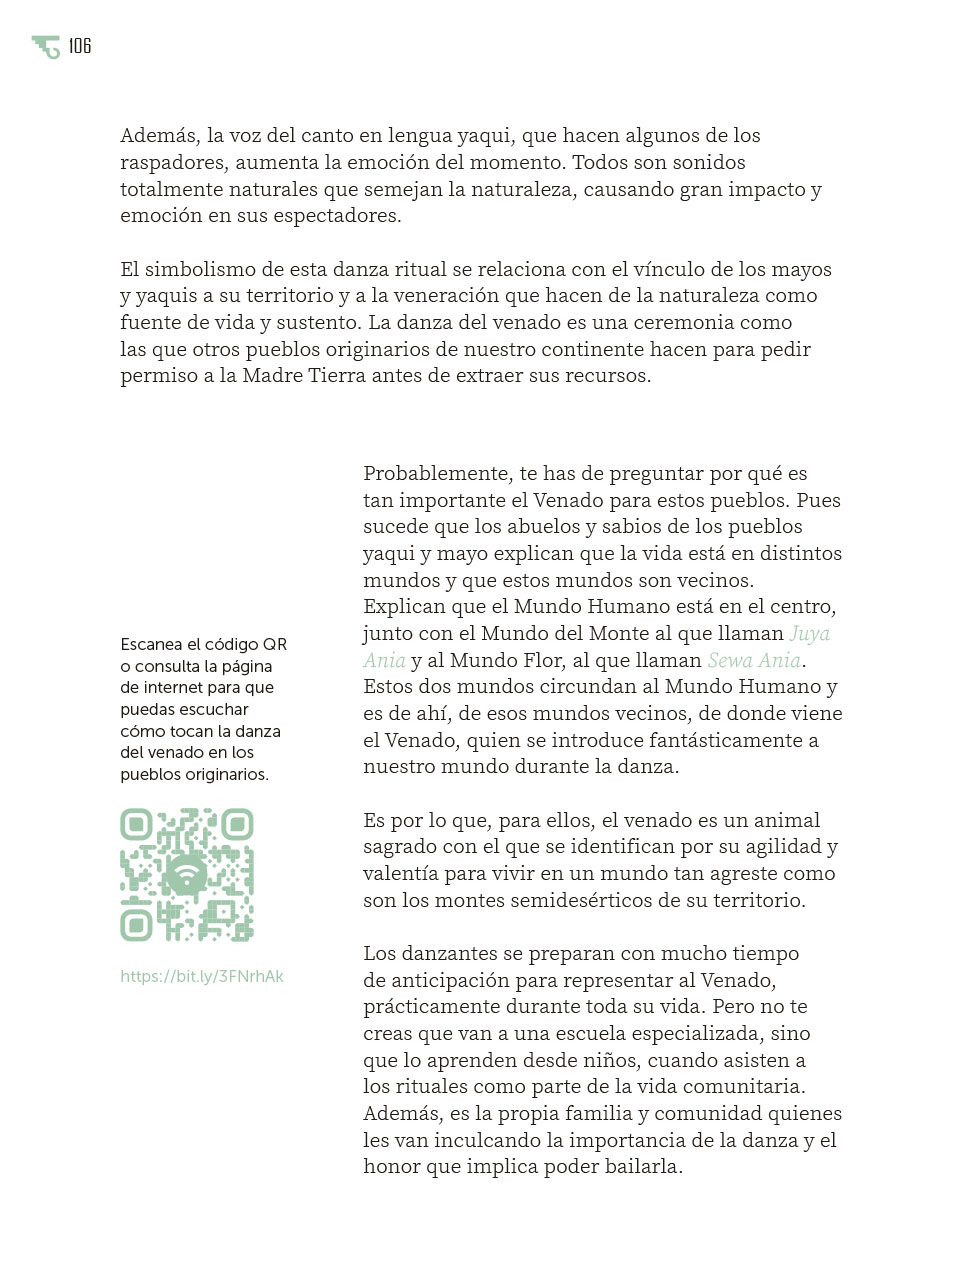 106
Además, la voz del canto en lengua yaqui, que hacen algunos de los
raspadores, aumenta la emoción del momento. Todos son sonidos
totalmente naturales que semejan la naturaleza, causando gran impacto y
emoción en sus espectadores.
El simbolismo de esta danza ritual se relaciona con el vínculo de los mayos
y yaquis a su territorio y a la veneración que hacen de la naturaleza como
fuente de vida y sustento. La danza del venado es una ceremonia como
las que otros pueblos originarios de nuestro continente hacen para pedir
permiso a la Madre Tierra antes de extraer sus recursos.
Probablemente, te has de preguntar por qué es
tan importante el Venado para estos pueblos. Pues
sucede que los abuelos y sabios de los pueblos
yaqui y mayo explican que la vida está en distintos
mundos y que estos mundos son vecinos.
Explican que el Mundo Humano está en el centro,
junto con el Mundo del Monte al que llaman Juya
Ania y al Mundo Flor, al que llaman Sewa Ania.
Estos dos mundos circundan al Mundo Humano y
es de ahí, de esos mundos vecinos, de donde viene
el Venado, quien se introduce fantásticamente a
nuestro mundo durante la danza.
Es por lo que, para ellos, el venado es un animal
sagrado con el que se identifican por su agilidad y
valentía para vivir en un mundo tan agreste como
son los montes semidesérticos de su territorio.
Los danzantes se preparan con mucho tiempo
de anticipación para representar al Venado,
prácticamente durante toda su vida. Pero no te
creas que van a una escuela especializada, sino
que lo aprenden desde niños, cuando asisten a
los rituales como parte de la vida comunitaria.
Además, es la propia familia y comunidad quienes
les van inculcando la importancia de la danza y el
honor que implica poder bailarla.
Escanea el código QR
o consulta la página
de internet para que
puedas escuchar
cómo tocan la danza
del venado en los
pueblos originarios.
https://bit.ly/3FNrhAk